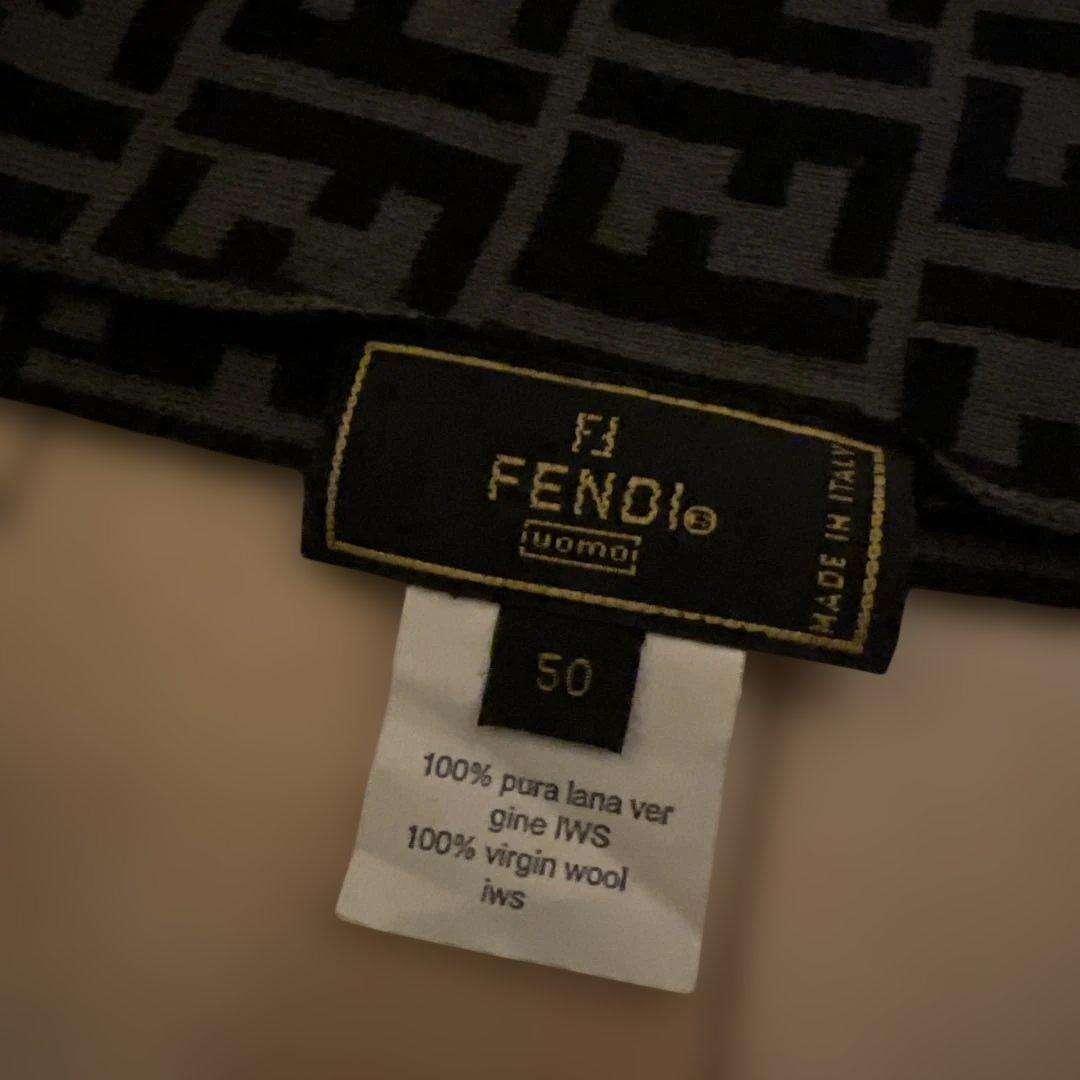 FF
FENDI®
uomo
MADE IN ITALY
50
100% pura lana ver
gine IWS
100% virgin wool
iws